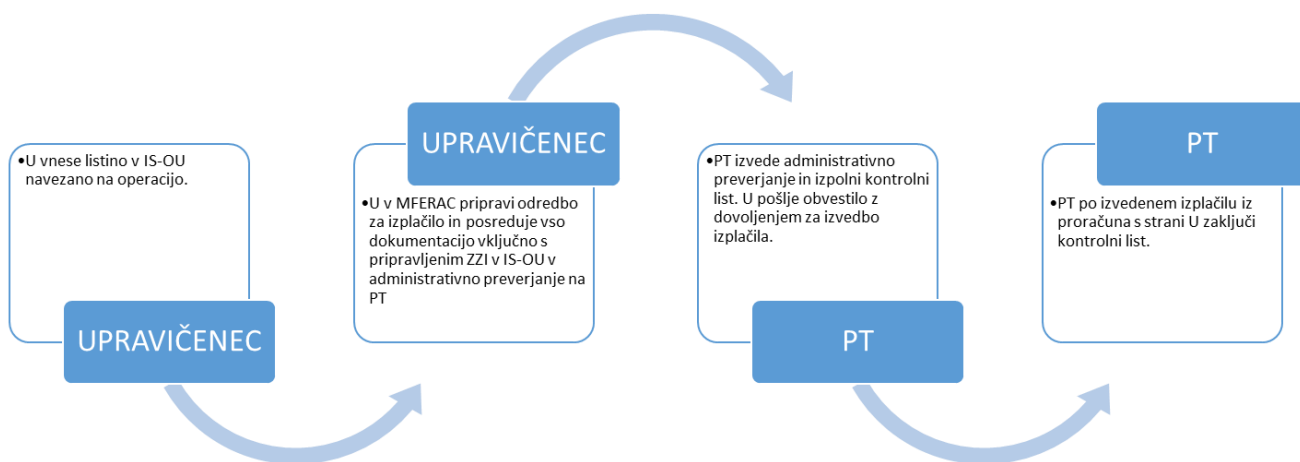 •U vnese listino v IS-OU
navezano na operacijo.
UPRAVIČENEC
UPRAVIČENEC
•U v MFERAC pripravi odredbo
za izplačilo in posreduje vso
dokumentacijo vključno s
pripravljenim ZZI v IS-OU v
administrativno preverjanje na
PT
•PT izvede administrativno
preverjanje in izpolni kontrolni
list. U pošlje obvestilo z
dovoljenjem za izvedbo
izplačila.
PT
PT
•PT po izvedenem izplačilu iz
proračuna s strani U zaključi
kontrolni list.